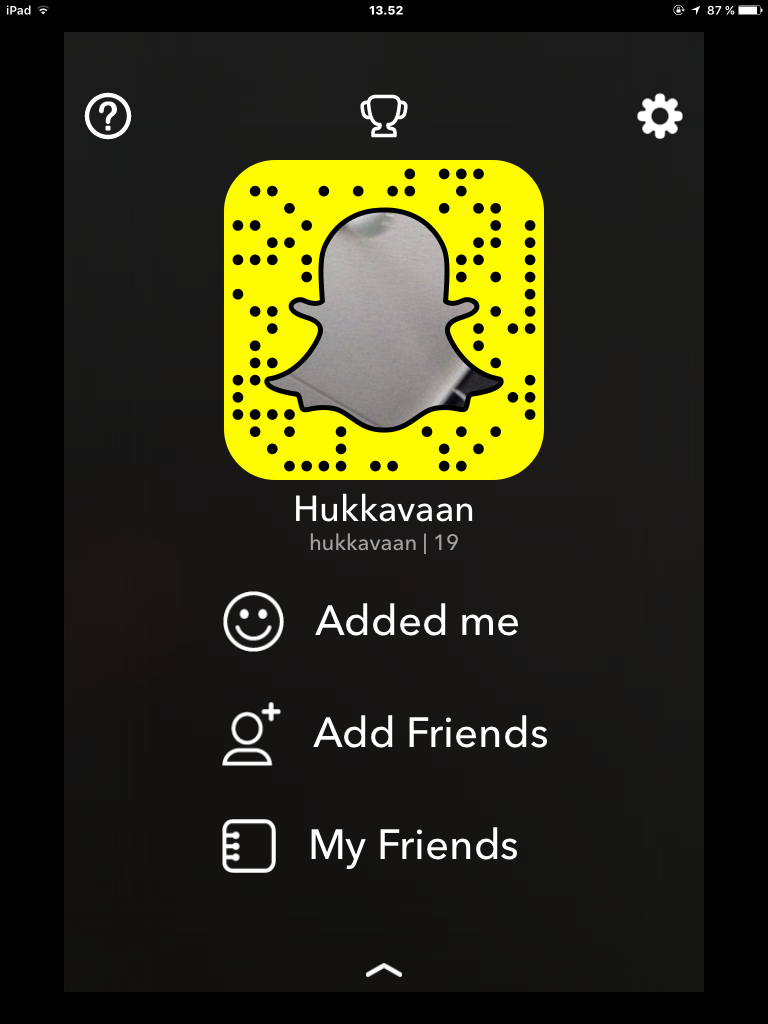 iPad 13.52 87 %
Hukkavaan
hukkavaan | 19
Added me
Add Friends
My Friends